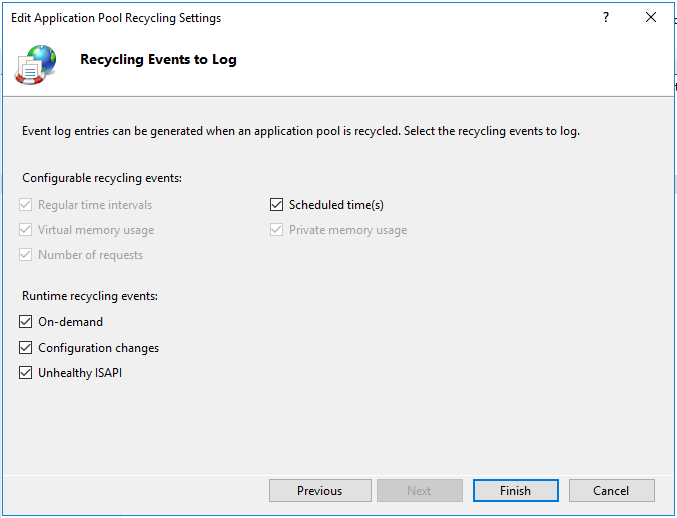 Edit Application Pool Recycling Settings
?
Recycling Events to Log
Event log entries can be generated when an application pool is recycled. Select the recycling events to log.
Configurable recycling events:
Regular time intervals
Scheduled time(s)
Virtual memory usage
Private memory usage
Number of requests
Runtime recycling events:
On-demand
Configuration changes
Unhealthy ISAPI
Previous
Next
Finish
Cancel